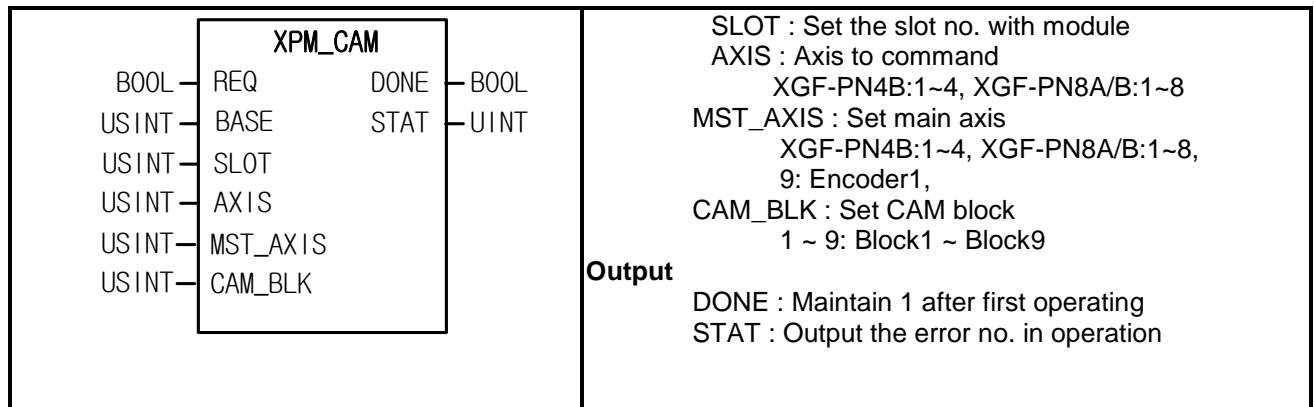 XPM_CAM
BOOL REQ DONE BOOL
USINT BASE STAT UINT
USINT SLOT
USINT AXIS
USINT MST_AXIS
USINT CAM_BLK
SLOT : Set the slot no. with module
AXIS : Axis to command
XGF-PN4B:1~4, XGF-PN8A/B:1~8
MST_AXIS : Set main axis
XGF-PN4B:1~4, XGF-PN8A/B:1~8,
9: Encoder1,
CAM_BLK : Set CAM block
1 ~ 9: Block1 ~ Block9
Output
DONE : Maintain 1 after first operating
STAT : Output the error no. in operation